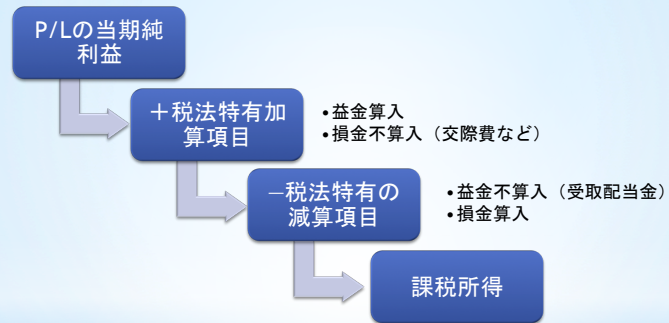 P/Lの当期純
利益
＋税法特有加
算項目
•益金算入
•損金不算入（交際費など）
―税法特有の
減算項目
•益金不算入（受取配当金）
•損金算入
課税所得